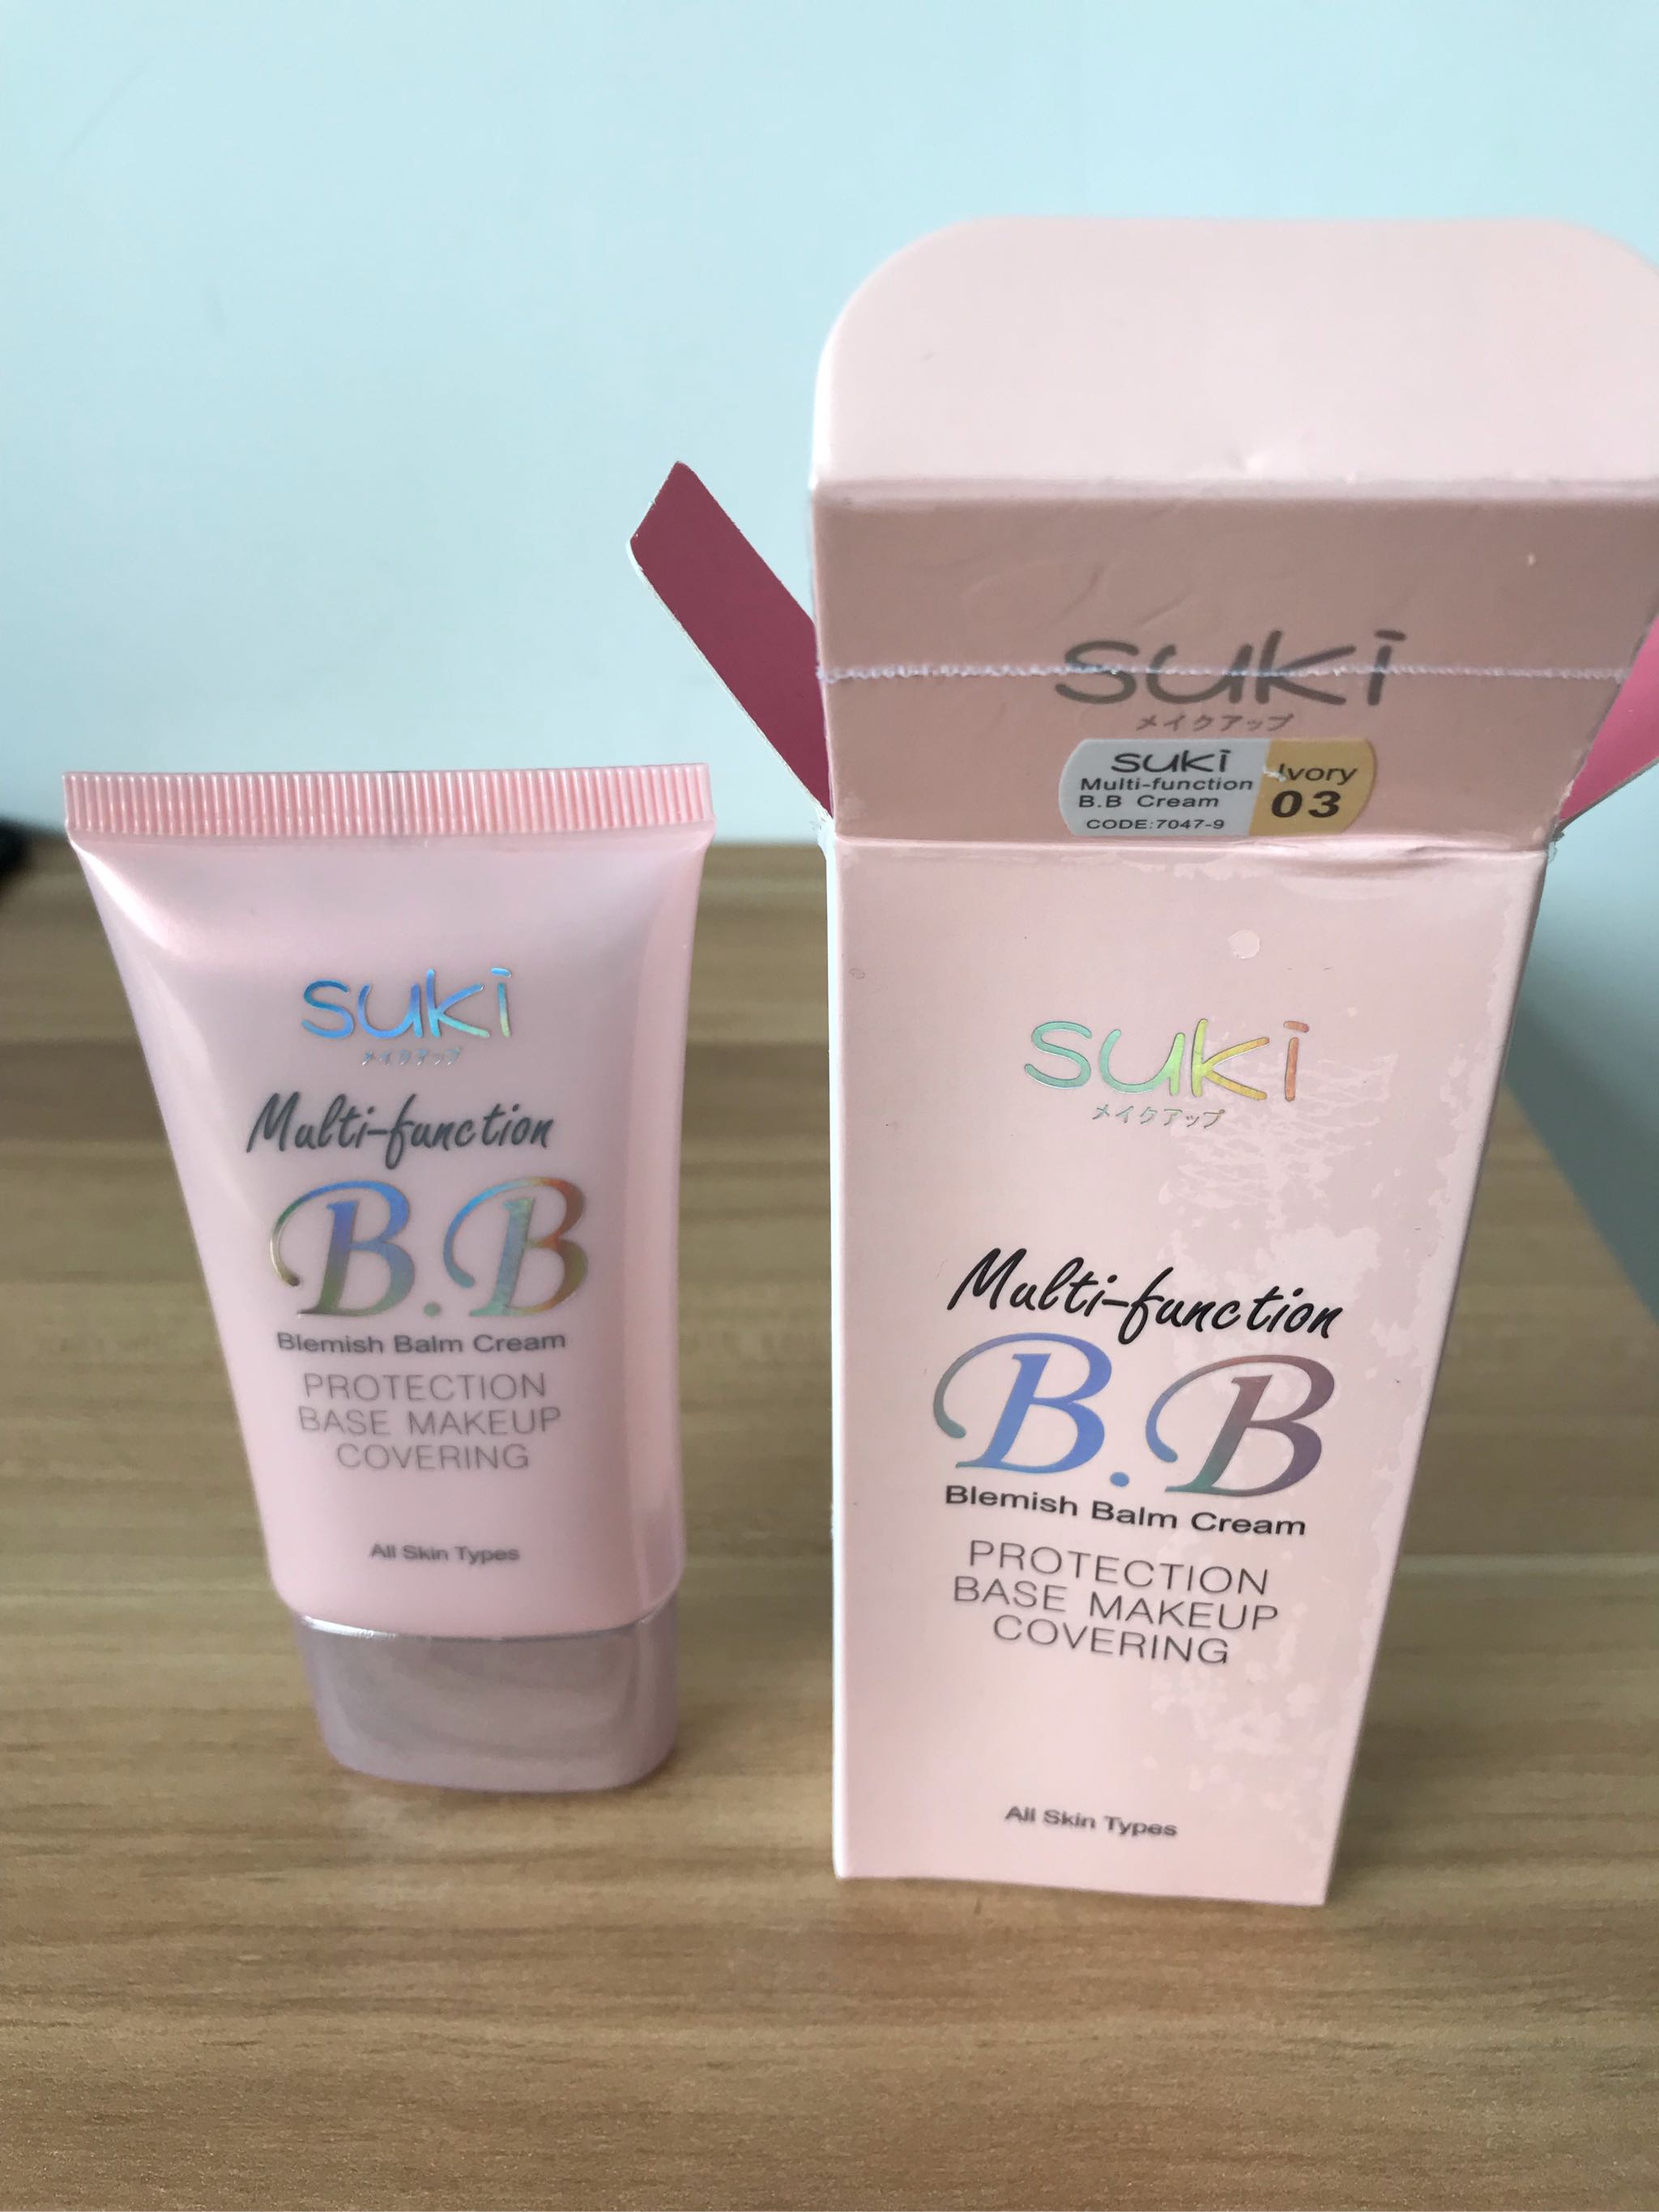 suki
メイクアップ
Multi-function
B.B
Blemish Balm Cream
PROTECTION
BASE MAKEUP
COVERING
All Skin Types
suki
メイクアップ
suki
Multi-function
B.B Cream
CODE:7047-9
Ivory
03
suki
メイクアップ
Multi-function
B.B
Blemish Balm Cream
PROTECTION
BASE MAKEUP
COVERING
All Skin Types